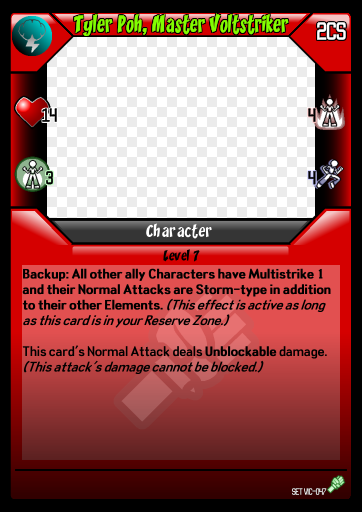 Tyler Poh, Master Voltstriker
2CS
14
4
3
4
Character
Level 7
Backup: All other ally Characters have Multistrike 1
and their Normal Attacks are Storm-type in addition
to their other Elements. (This effect is active as long
as this card is in your Reserve Zone.)
This card's Normal Attack deals Unblockable damage.
(This attack's damage cannot be blocked.)
SET VIC-047